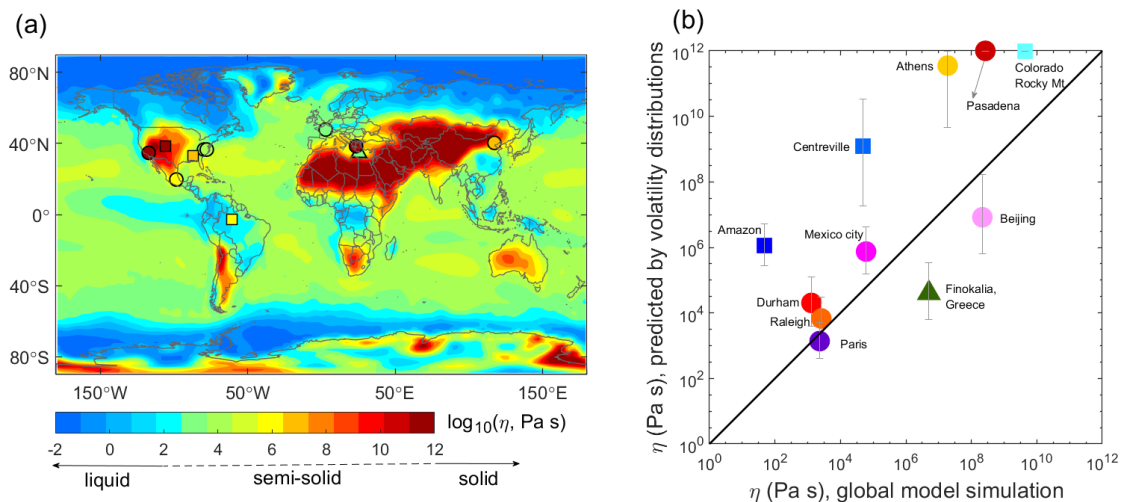 (a)
80°N
40°N
0°
40°S
80°S
150°W
50°W
50°E
150°E
-2
0
2
4
6
8
10
12
log10(η, Pa s)
liquid
semi-solid
solid
(b)
η (Pa s), predicted by volatility distributions
10^12
10^10
10^8
10^6
10^4
10^2
10^0
Athens
Colorado
Rocky Mt
Pasadena
Centreville
Amazon
Mexico city
Beijing
Durham
Raleigh
Finokalia,
Greece
Paris
10^0
10^2
10^4
10^6
10^8
10^10
10^12
η (Pa s), global model simulation